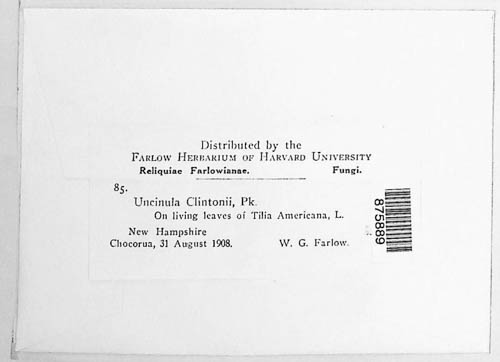 Distributed by the
FARLOW HERBARIUM OF HARVARD UNIVERSITY
Reliquiae Farlowianae. Fungi.
85.
Uncinula Clintonii, Pk.
On living leaves of Tilia Americana, L.
New Hampshire
Chocorua, 31 August 1908. W. G. Farlow.
875889